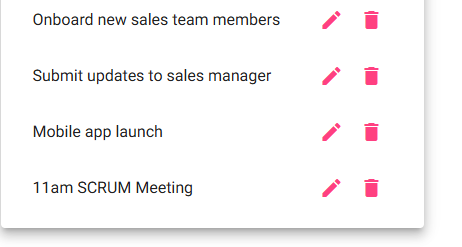 Onboard new sales team members
Submit updates to sales manager
Mobile app launch
11am SCRUM Meeting